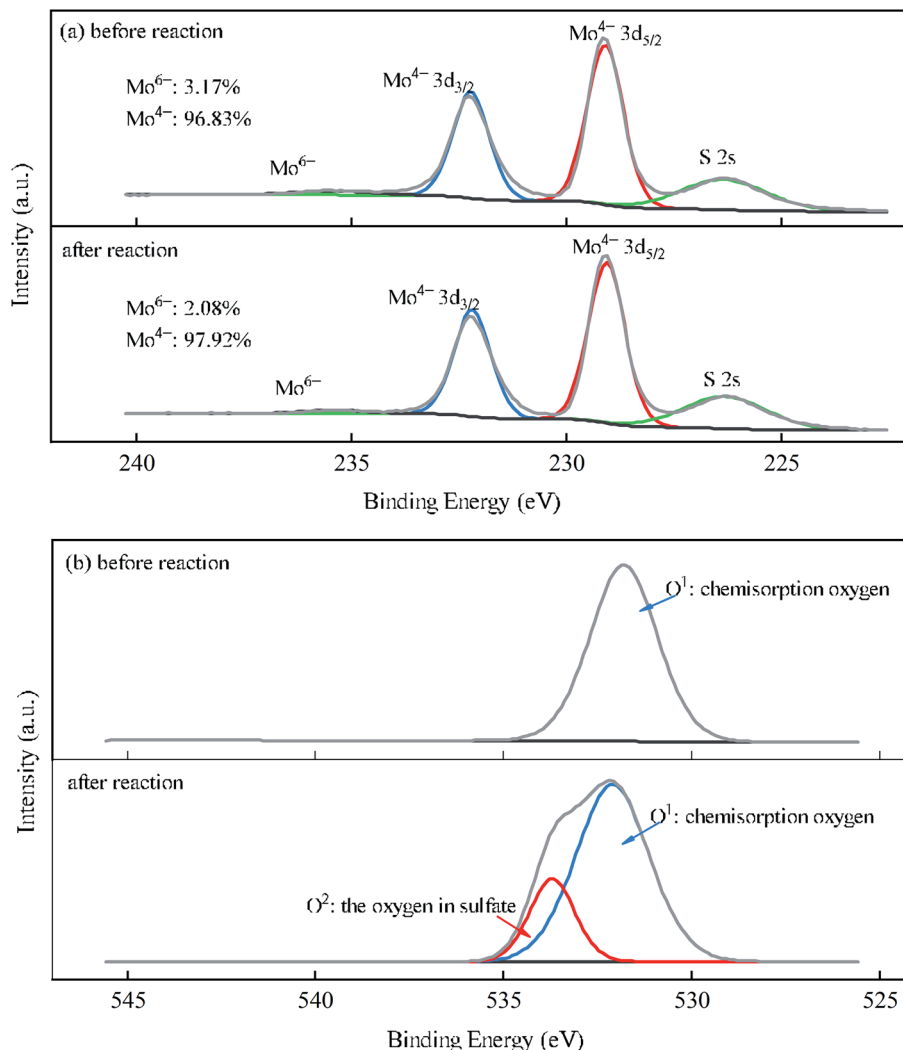 (a) before reaction
Mo⁴⁻ 3d₅/₂
Mo⁴⁻ 3d₃/₂
Mo⁶⁻: 3.17%
Mo⁴⁻: 96.83%
Mo⁶⁻
S 2s
after reaction
Mo⁴⁻ 3d₅/₂
Mo⁴⁻ 3d₃/₂
Mo⁶⁻: 2.08%
Mo⁴⁻: 97.92%
Mo⁶⁻
S 2s
Intensity (a.u.)
240 235 230 225
Binding Energy (eV)
(b) before reaction
O¹: chemisorption oxygen
after reaction
O¹: chemisorption oxygen
O²: the oxygen in sulfate
Intensity (a.u.)
545 540 535 530 525
Binding Energy (eV)